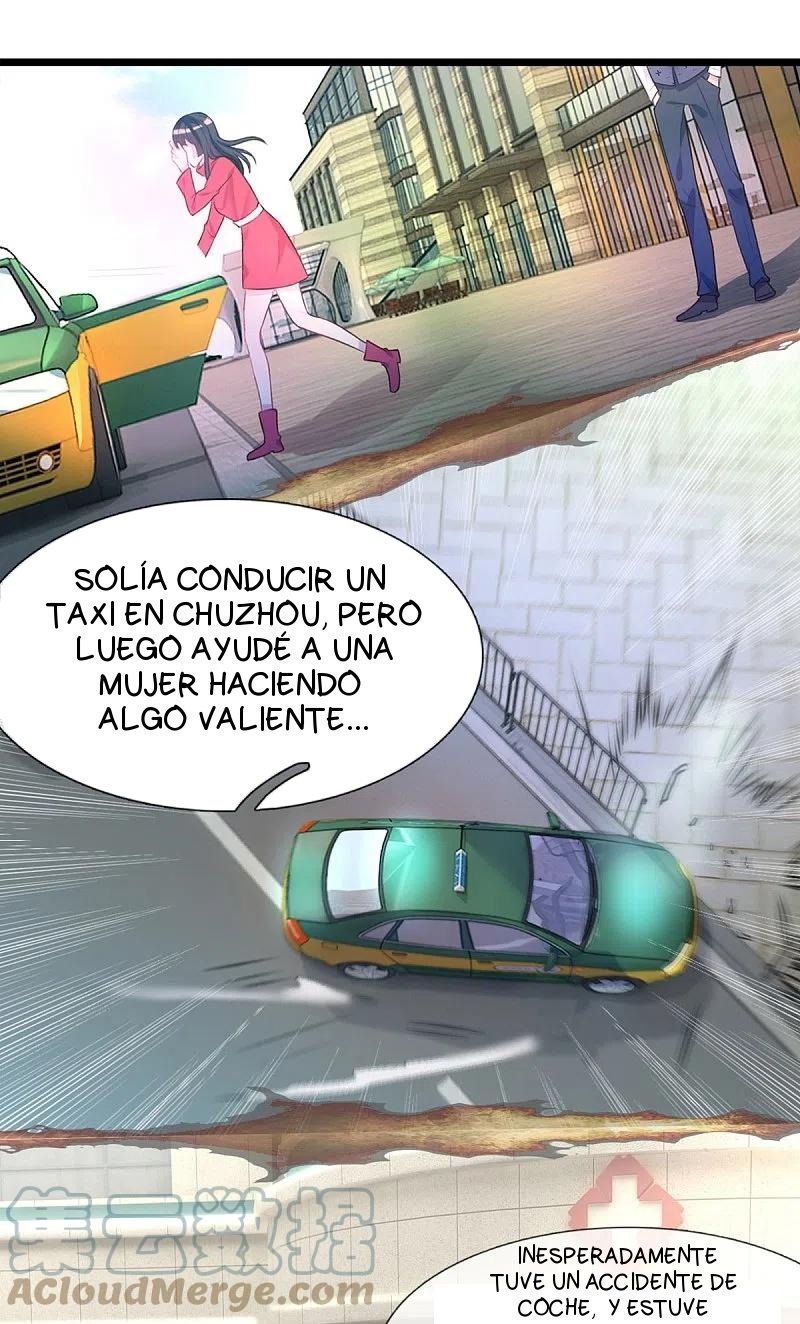 SOLÍA CONDUCIR UN
TAXI EN CHUZHOU, PERO
LUEGO AYUDÉ A UNA
MUJER HACIENDO
ALGO VALIENTE...
集云数据
ACloudMerge.com
INESPERADAMENTE
TUVE UN ACCIDENTE DE
COCHE, Y ESTUVE